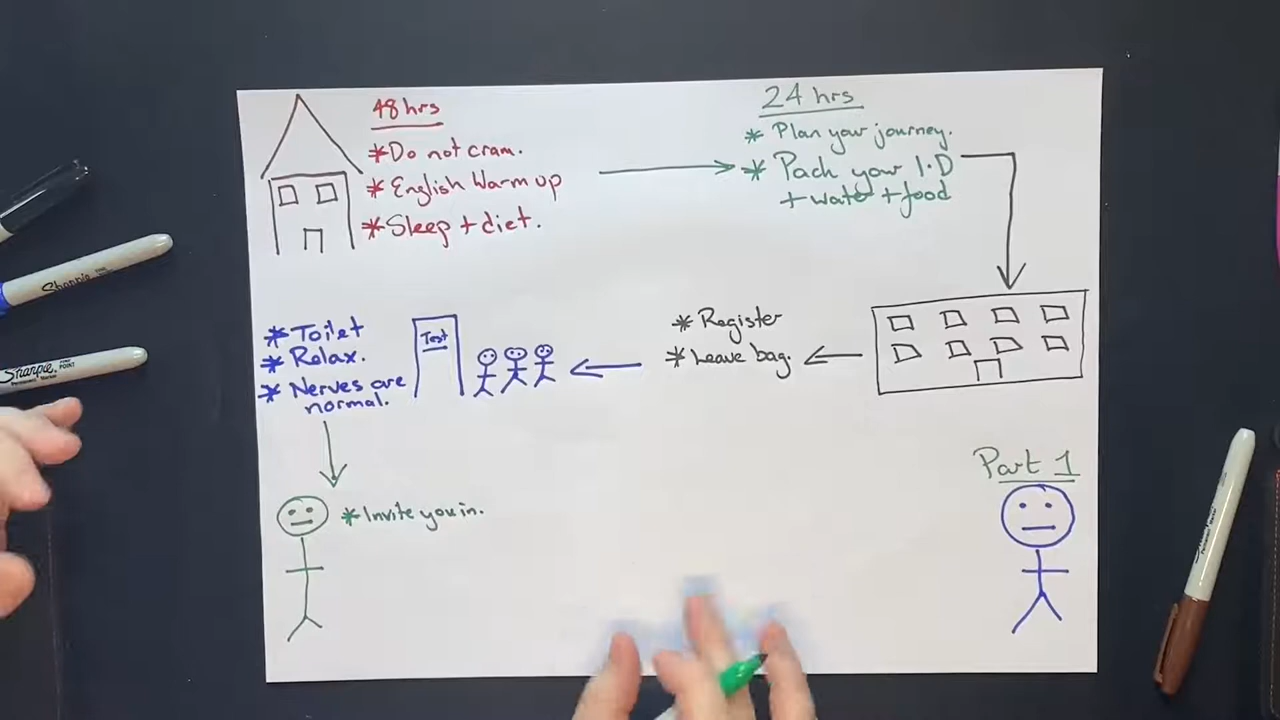 48 hrs
* Do not cram.
* English Warm up
* Sleep + diet.
24 hrs
* Plan your journey.
* Pack your I.D
+ water + food
* Register
* Leave bag.
Test
* Toilet
* Relax.
* Nerves are
normal.
* Invite you in.
Part 1
Sharpie
Sharpie